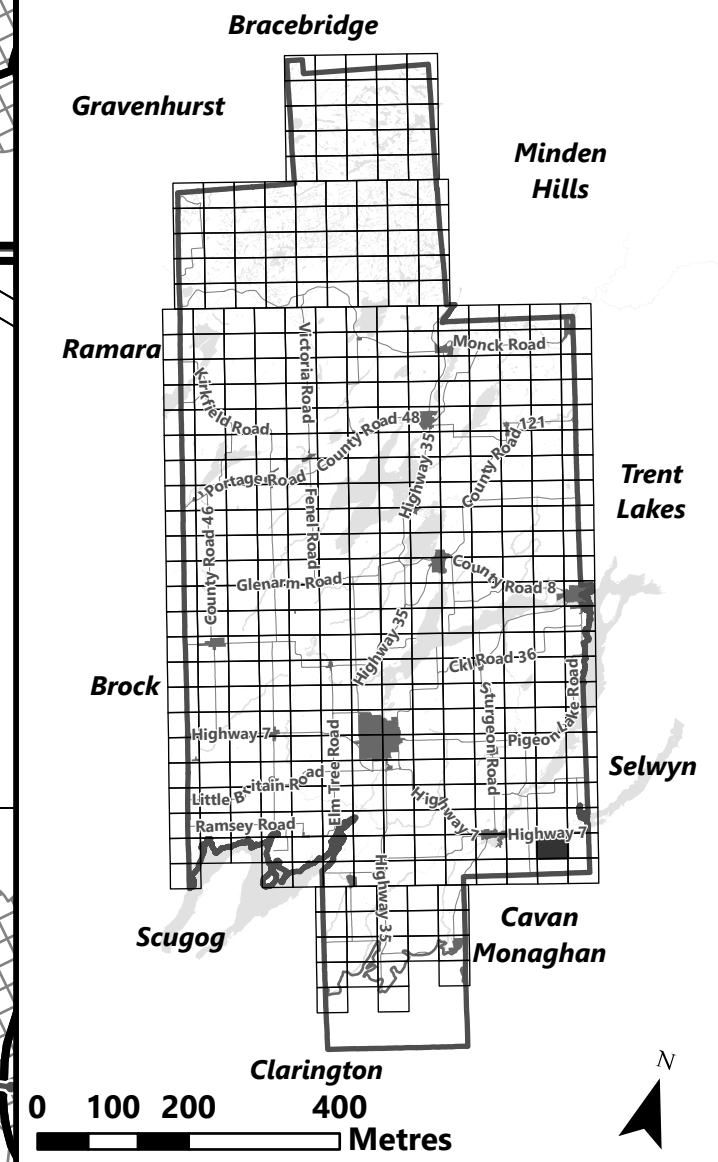 Bracebridge
Gravenhurst
Minden
Hills
Ramara
Monck Road
Victoria Road
Kirkfield Road
County Road 48
121
County Road
Highway 35
Portage Road
Trent
Lakes
Fenel Road
County Road 46
Glenarm Road
County Road 8
Highway 35
Ckl Road 36
Brock
Sturgeon Road
Pigeon Lake Road
Highway 7
Elm Tree Road
Selwyn
Little Britain Road
Highway 7
Ramsey Road
Highway 7
Highway 35
Scugog
Cavan
Monaghan
Clarington
N
0 100 200 400
Metres